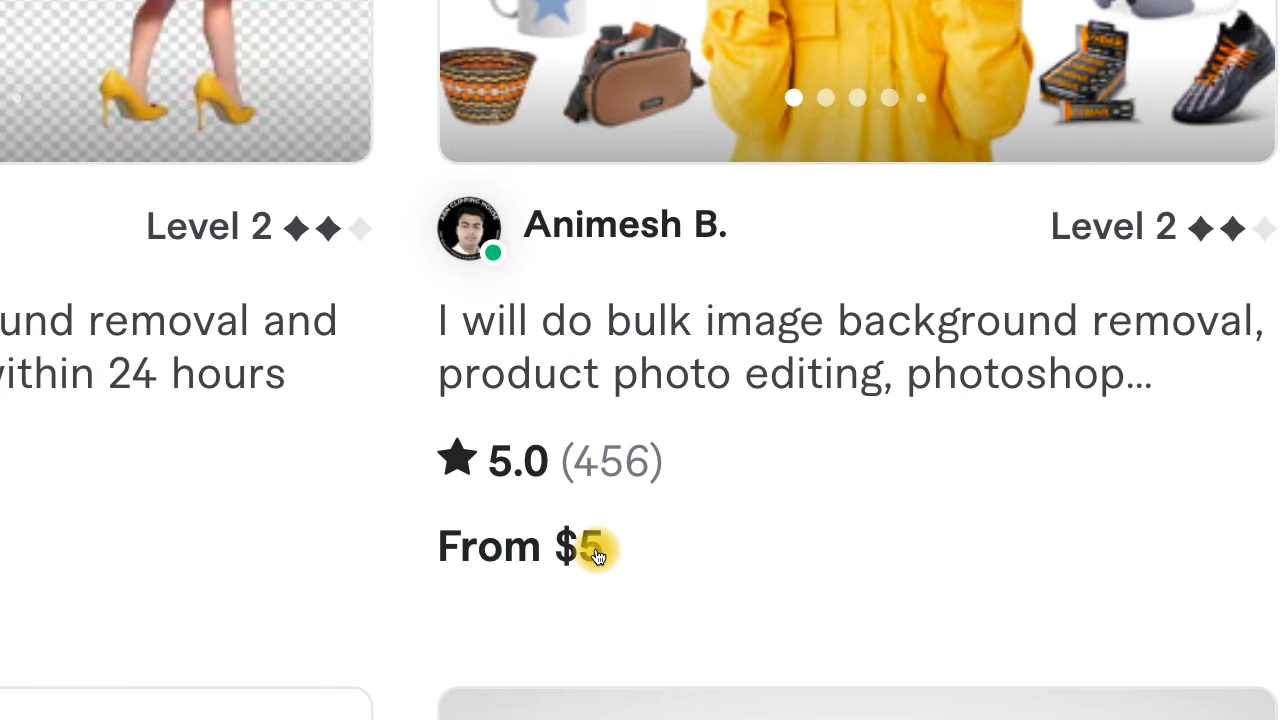 Level 2
und removal and
within 24 hours
Animesh B.
Level 2
I will do bulk image background removal,
product photo editing, photoshop...
5.0 (456)
From $5